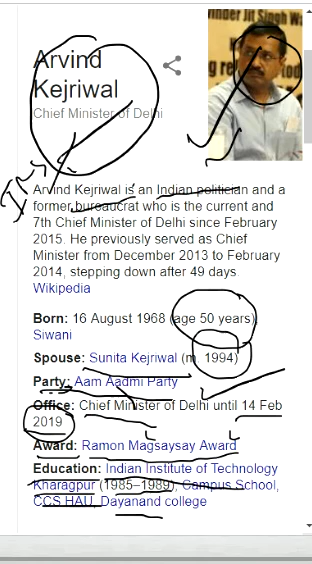 inder Jit Singh W
Arvind
Kejriwal
Chief Minister of Delhi
Arvind Kejriwal is an Indian politician and a
former bureaucrat who is the current and
7th Chief Minister of Delhi since February
2015. He previously served as Chief
Minister from December 2013 to February
2014, stepping down after 49 days.
Wikipedia
Born: 16 August 1968 (age 50 years),
Siwani
Spouse: Sunita Kejriwal (m. 1994)
Party: Aam Aadmi Party
Office: Chief Minister of Delhi until 14 Feb
2019
Award: Ramon Magsaysay Award
Education: Indian Institute of Technology
Kharagpur (1985–1989), Campus School,
CCS HAU, Dayanand college